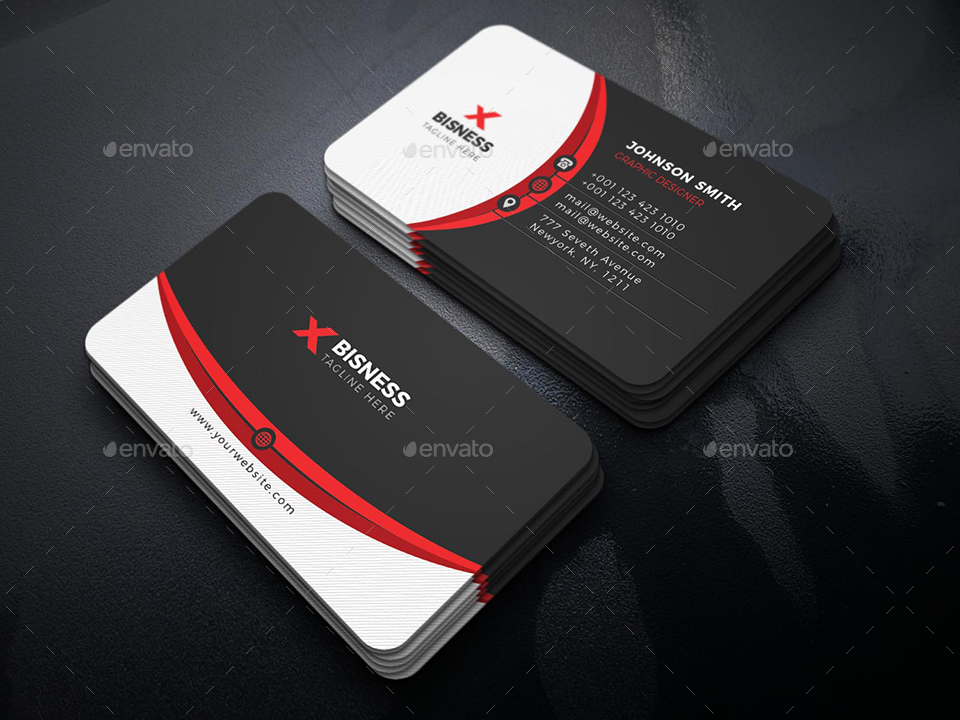 BISNESS
TAGLINE HERE
JOHNSON SMITH
GRAPHIC DESIGNER
+001 123 423 1010
+001 123 423 1010
mail@website.com
mail@website.com
777 Seveth Avenue
Newyork, NY. 1211
BISNESS
TAGLINE HERE
www.yourwebsite.com
envato
envato
envato
envato
envato
envato